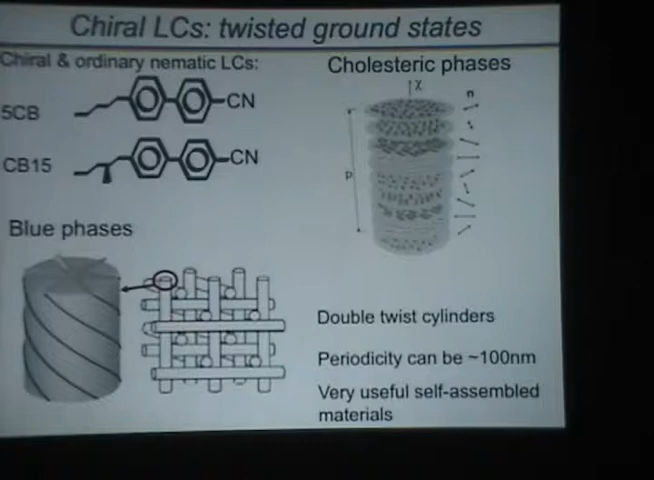 Chiral LCs: twisted ground states
Chiral & ordinary nematic LCs:
5CB
CN
CB15
CN
Cholesteric phases
χ
n
p
Blue phases
Double twist cylinders
Periodicity can be ~100nm
Very useful self-assembled
materials